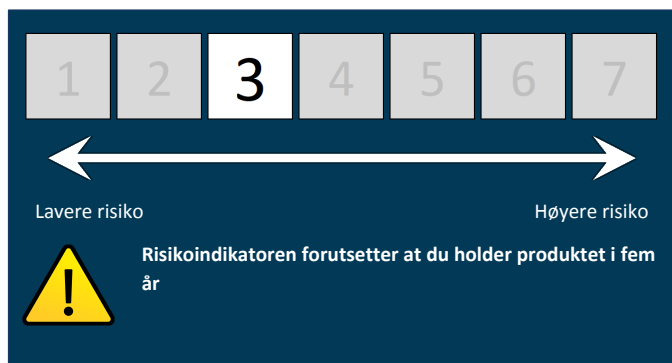 1 2 3 4 5 6 7
Lavere risiko Høyere risiko
Risikoindikatoren forutsetter at du holder produktet i fem
år